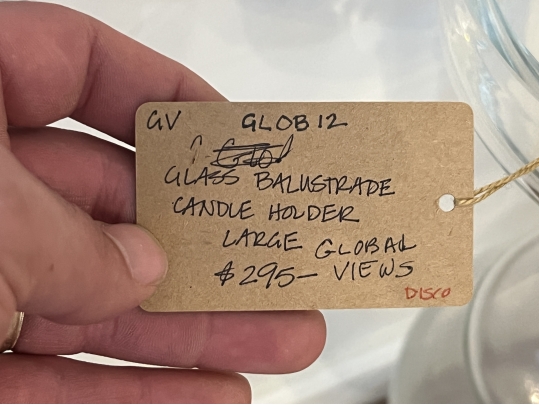 GV GLOB12
GLASS BALUSTRADE
CANDLE HOLDER
LARGE GLOBAL
$295- VIEWS
DISCO